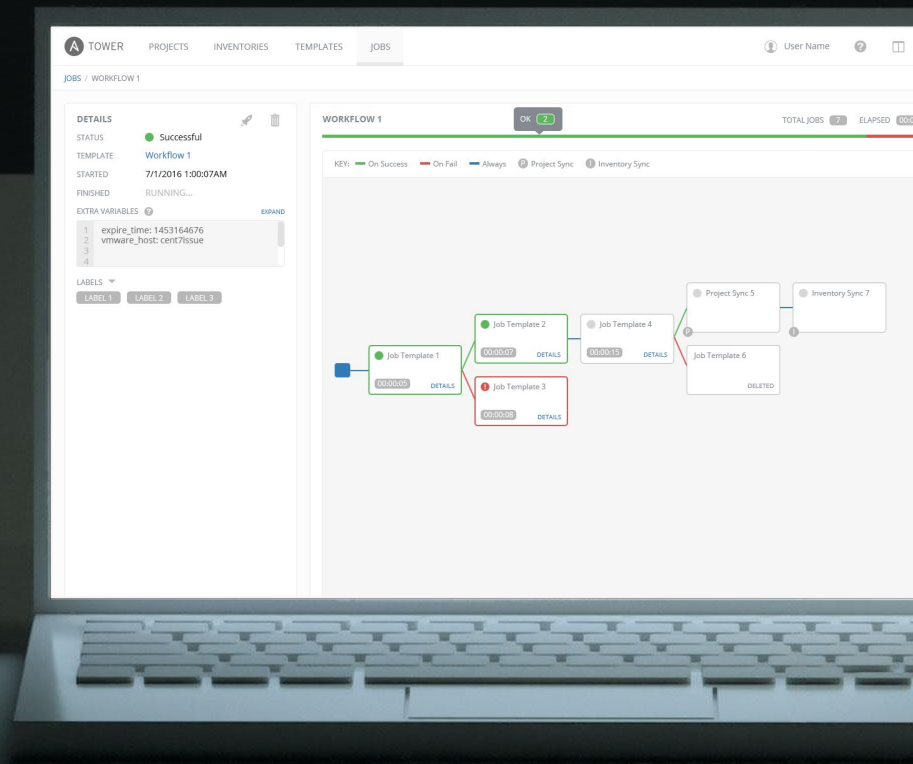 A TOWER PROJECTS INVENTORIES TEMPLATES JOBS User Name ?
JOBS / WORKFLOW 1
DETAILS
STATUS Successful
TEMPLATE Workflow 1
STARTED 7/1/2016 1:00:07AM
FINISHED RUNNING...
EXTRA VARIABLES ? EXPAND
1 expire_time: 1453164676
2 vmware_host: cent7issue
3
4
LABELS
LABEL 1 LABEL 2 LABEL 3
WORKFLOW 1 OK 2 TOTAL JOBS 7 ELAPSED
KEY: On Success On Fail Always P Project Sync I Inventory Sync
Job Template 1
00:00:05 DETAILS
Job Template 2
00:00:07 DETAILS
! Job Template 3
00:00:08 DETAILS
Job Template 4
00:00:15 DETAILS
Project Sync 5
P
Job Template 6
DELETED
Inventory Sync 7
I